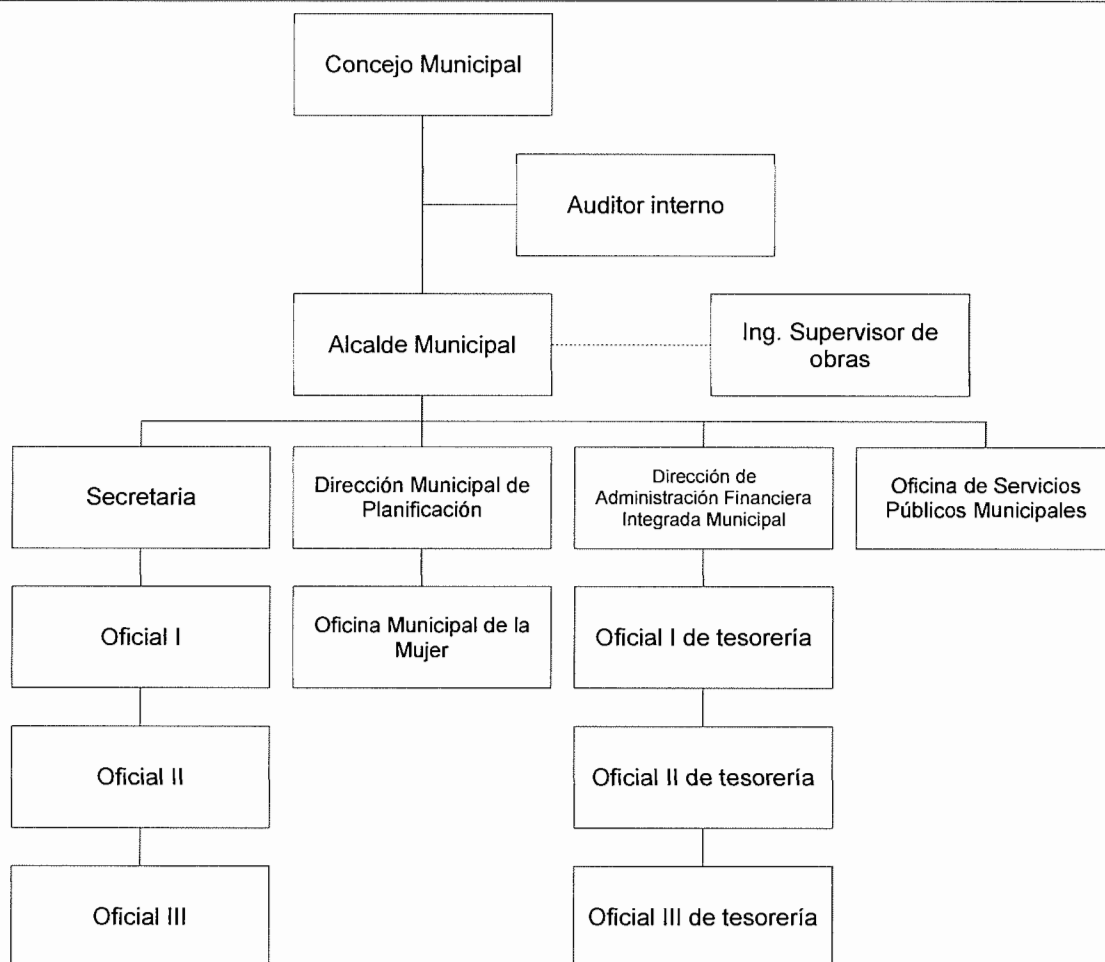 Concejo Municipal
Auditor interno
Alcalde Municipal
Ing. Supervisor de
obras
Secretaria
Dirección Municipal de
Planificación
Dirección de
Administración Financiera
Integrada Municipal
Oficina de Servicios
Públicos Municipales
Oficial I
Oficina Municipal de la
Mujer
Oficial I de tesorería
Oficial II
Oficial II de tesorería
Oficial III
Oficial III de tesorería